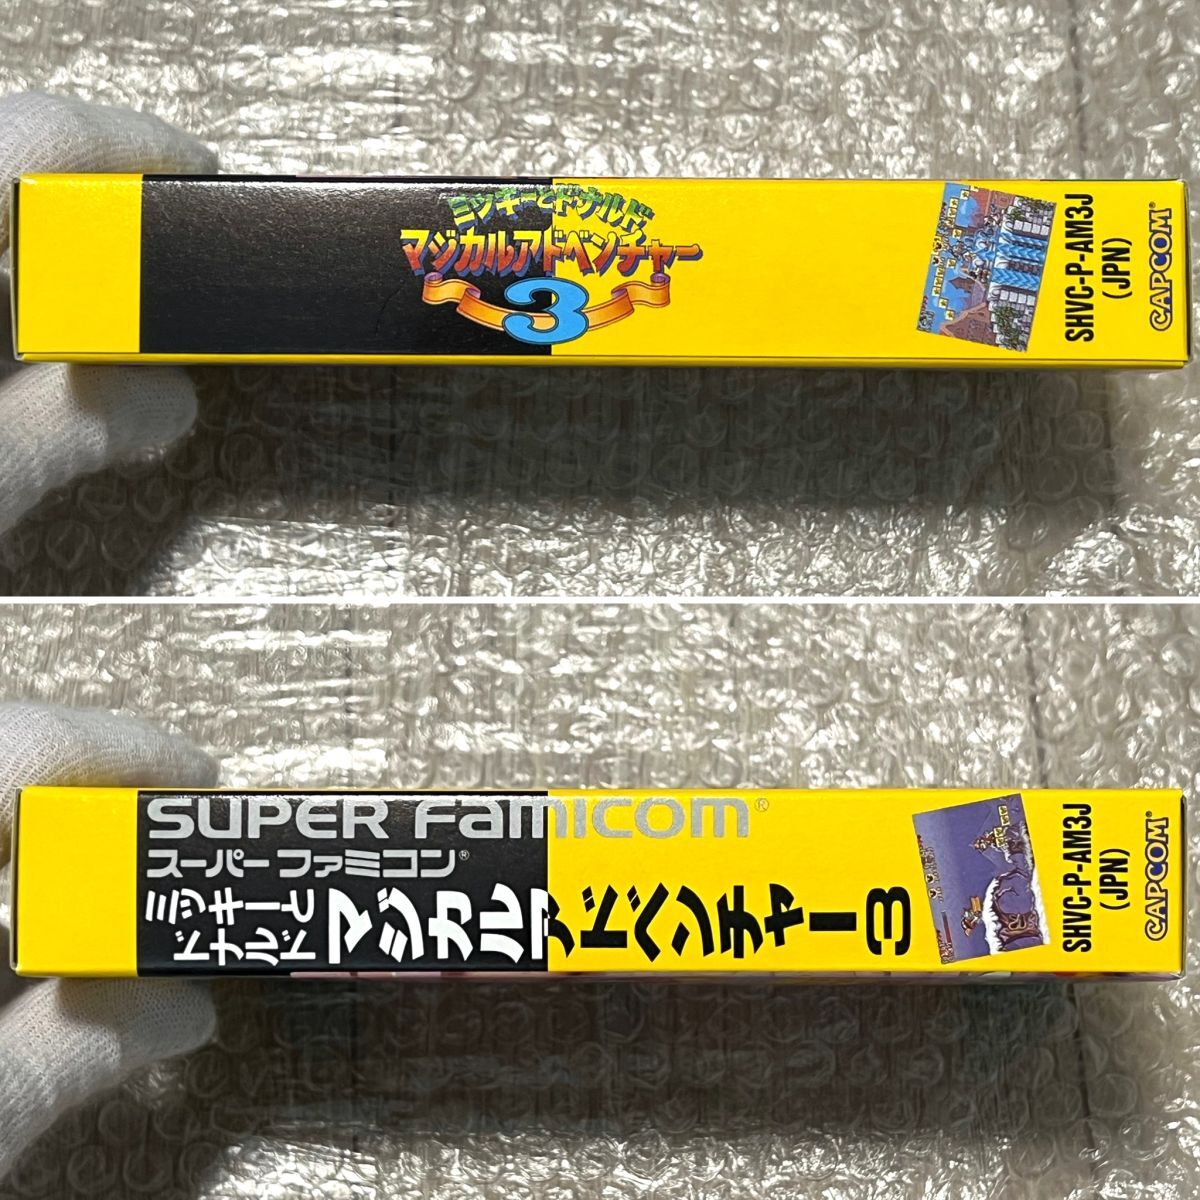 ミッキーとドナルド
マジカルアドベンチャー
3
SHVC-P-AM3J
(JPN)
CAPCOM®
SUPER Famicom®
スーパーファミコン®
ミッキーと
ドナルド
マジカルアドベンチャー3
SHVC-P-AM3J
(JPN)
CAPCOM®